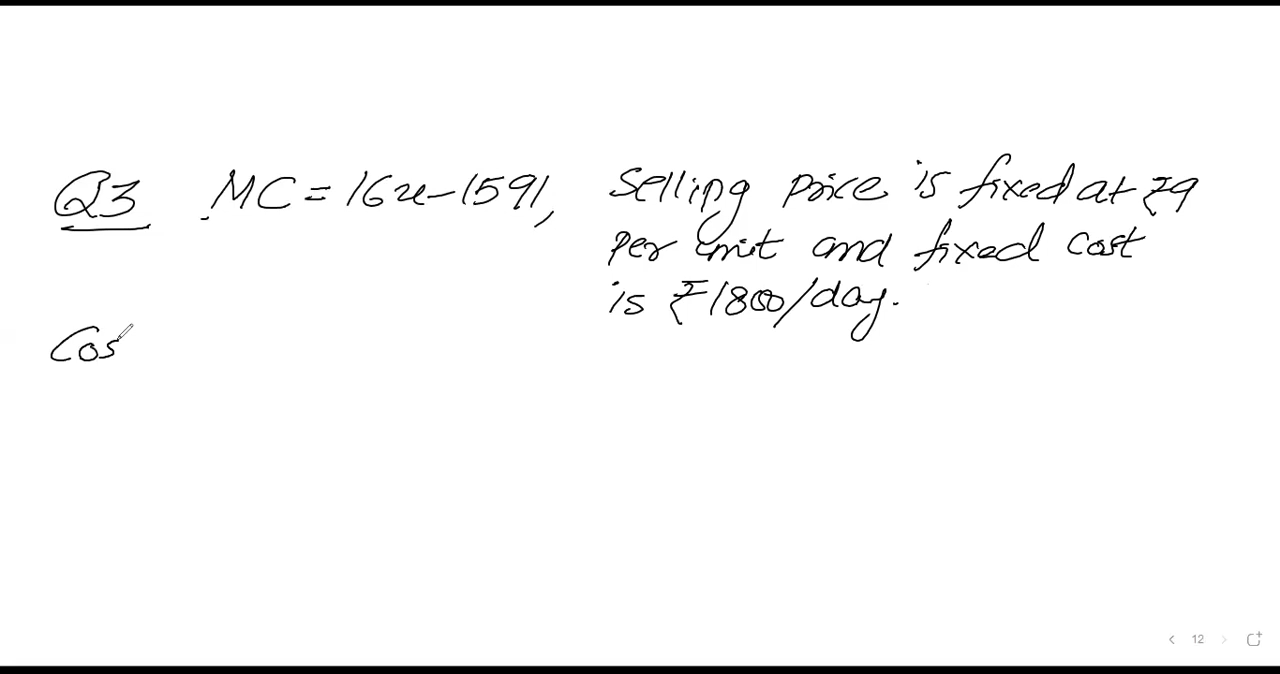 Q3 MC = 16x - 1591, Selling price is fixed at ₹9
per unit and fixed cost
is ₹1800/day.
Cos
12